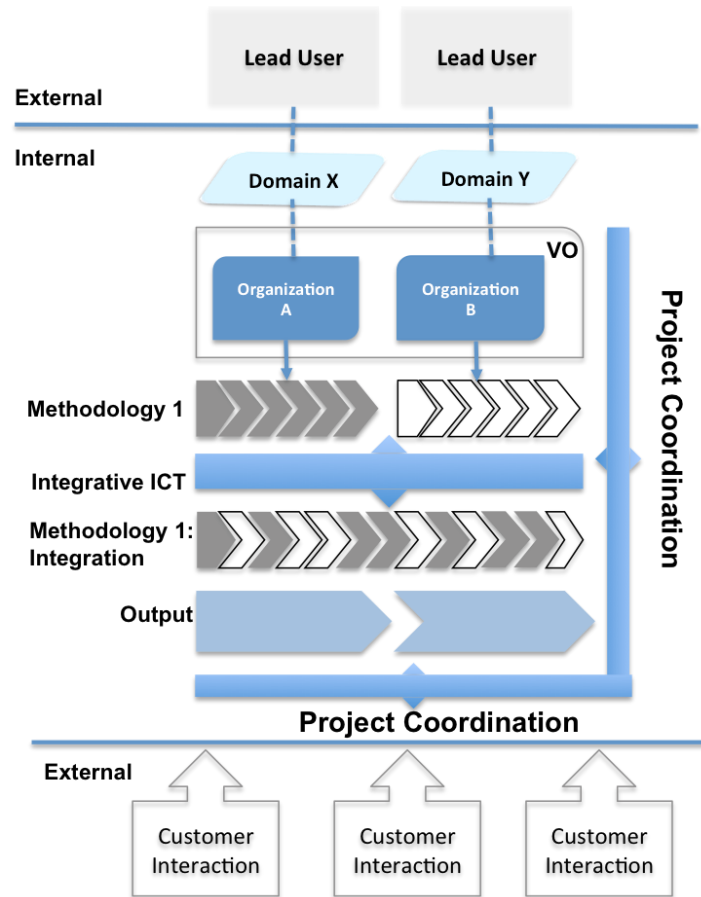 Lead User
Lead User
External
Internal
Domain X
Domain Y
VO
Organization
A
Organization
B
Project Coordination
Methodology 1
Integrative ICT
Methodology 1:
Integration
Output
Project Coordination
External
Customer
Interaction
Customer
Interaction
Customer
Interaction